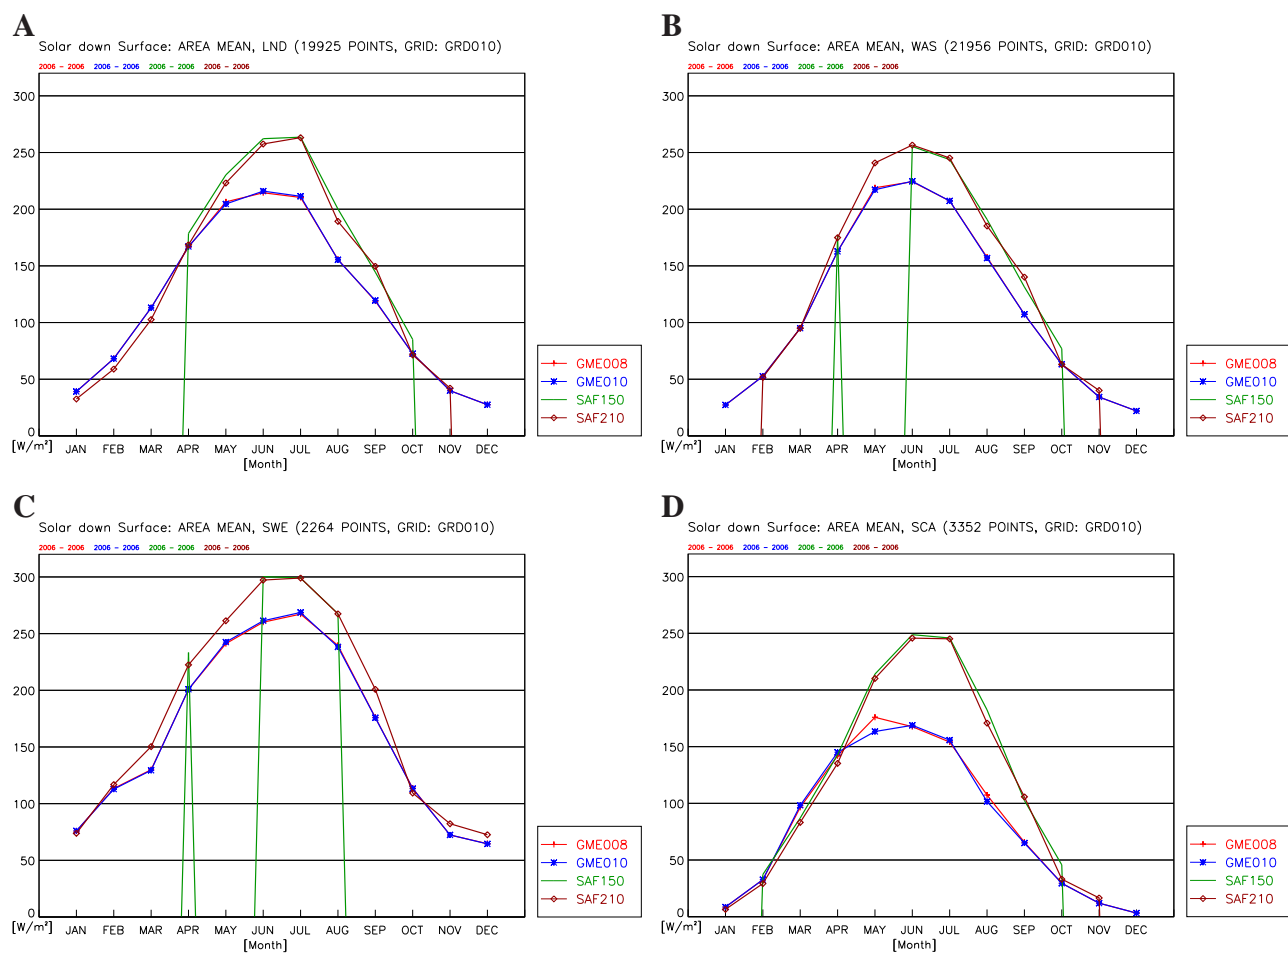 A
Solar down Surface: AREA MEAN, LND (19925 POINTS, GRID: GRD010)
2006 - 2006 2006 - 2006 2006 - 2006 2006 - 2006
300
250
200
150
100
50
0
[W/m²]
JAN FEB MAR APR MAY JUN JUL AUG SEP OCT NOV DEC
[Month]
GME008
GME010
SAF150
SAF210
B
Solar down Surface: AREA MEAN, WAS (21956 POINTS, GRID: GRD010)
2006 - 2006 2006 - 2006 2006 - 2006 2006 - 2006
300
250
200
150
100
50
0
[W/m²]
JAN FEB MAR APR MAY JUN JUL AUG SEP OCT NOV DEC
[Month]
GME008
GME010
SAF150
SAF210
C
Solar down Surface: AREA MEAN, SWE (2264 POINTS, GRID: GRD010)
2006 - 2006 2006 - 2006 2006 - 2006 2006 - 2006
300
250
200
150
100
50
0
[W/m²]
JAN FEB MAR APR MAY JUN JUL AUG SEP OCT NOV DEC
[Month]
GME008
GME010
SAF150
SAF210
D
Solar down Surface: AREA MEAN, SCA (3352 POINTS, GRID: GRD010)
2006 - 2006 2006 - 2006 2006 - 2006 2006 - 2006
300
250
200
150
100
50
0
[W/m²]
JAN FEB MAR APR MAY JUN JUL AUG SEP OCT NOV DEC
[Month]
GME008
GME010
SAF150
SAF210